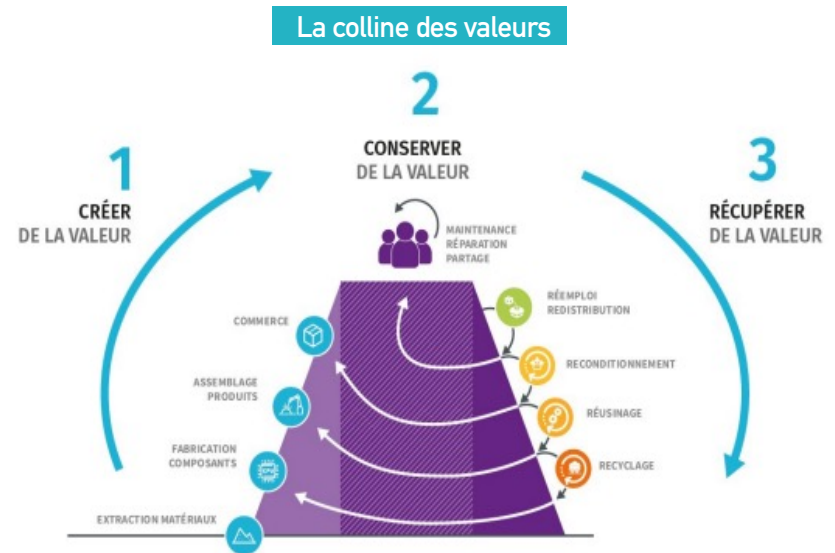 La colline des valeurs
1
CRÉER
DE LA VALEUR
2
CONSERVER
DE LA VALEUR
3
RÉCUPÉRER
DE LA VALEUR
MAINTENANCE
RÉPARATION
PARTAGE
COMMERCE
ASSEMBLAGE
PRODUITS
FABRICATION
COMPOSANTS
EXTRACTION MATÉRIAUX
RÉEMPLOI
REDISTRIBUTION
RECONDITIONNEMENT
RÉUSINAGE
RECYCLAGE